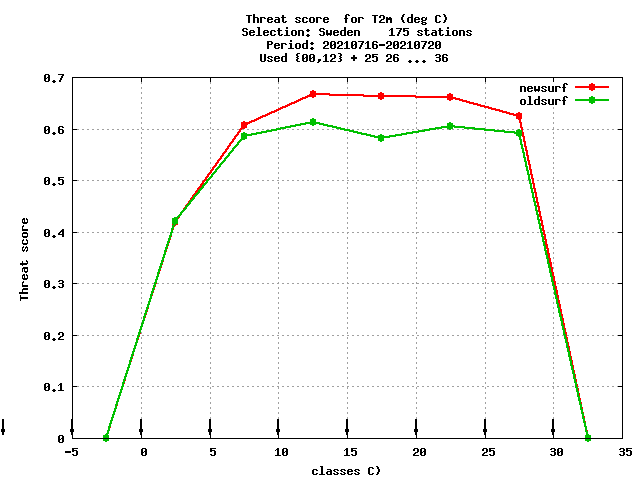 Threat score  for T2m (deg C)
Selection: Sweden    175 stations
Period: 20210716-20210720
Used {00,12} + 25 26 ... 36
newsurf
oldsurf
0.7
0.6
0.5
0.4
0.3
0.2
0.1
0
Threat score
-5 0 5 10 15 20 25 30 35
classes C)